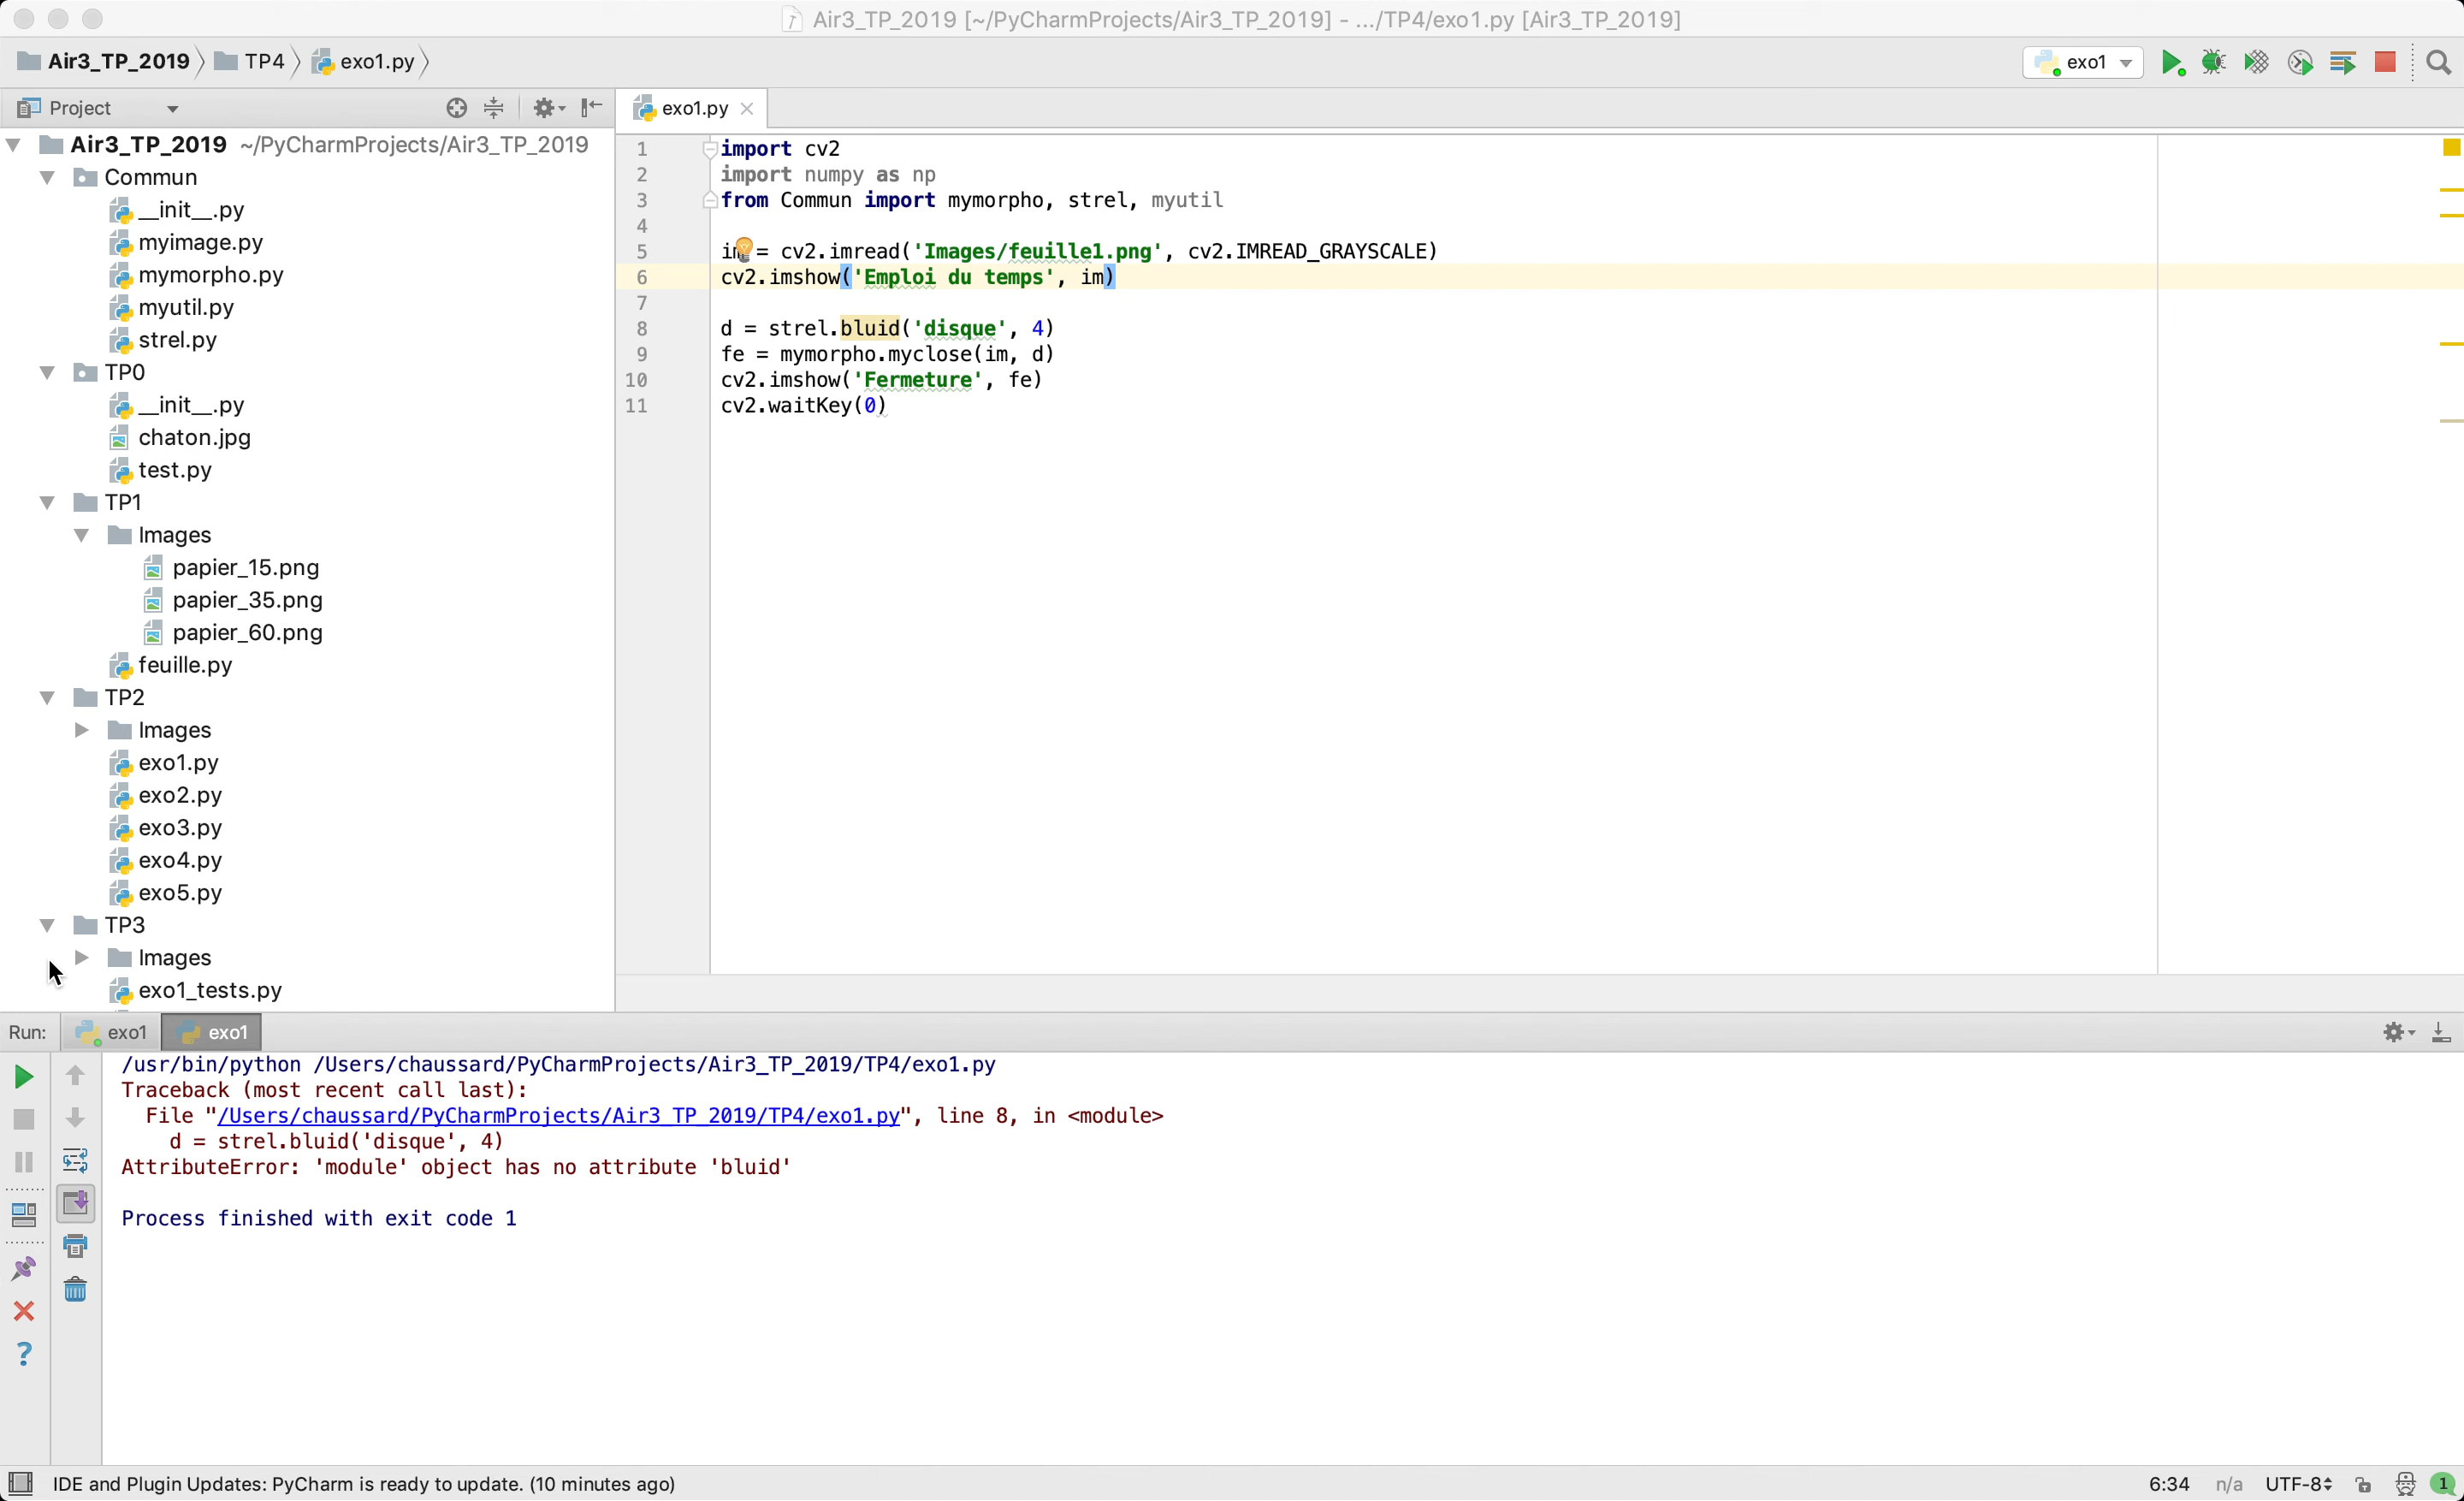 Air3_TP_2019 [~/PyCharmProjects/Air3_TP_2019] - .../TP4/exo1.py [Air3_TP_2019]
Air3_TP_2019 TP4 exo1.py exo1
Project exo1.py
Air3_TP_2019 ~/PyCharmProjects/Air3_TP_2019
Commun
__init__.py
myimage.py
mymorpho.py
myutil.py
strel.py
TP0
__init__.py
chaton.jpg
test.py
TP1
Images
papier_15.png
papier_35.png
papier_60.png
feuille.py
TP2
Images
exo1.py
exo2.py
exo3.py
exo4.py
exo5.py
TP3
Images
exo1_tests.py
1 import cv2
2 import numpy as np
3 from Commun import mymorpho, strel, myutil
4
5 im = cv2.imread('Images/feuille1.png', cv2.IMREAD_GRAYSCALE)
6 cv2.imshow('Emploi du temps', im)
7
8 d = strel.bluid('disque', 4)
9 fe = mymorpho.myclose(im, d)
10 cv2.imshow('Fermeture', fe)
11 cv2.waitKey(0)
Run: exo1 exo1
/usr/bin/python /Users/chaussard/PyCharmProjects/Air3_TP_2019/TP4/exo1.py
Traceback (most recent call last):
File "/Users/chaussard/PyCharmProjects/Air3_TP_2019/TP4/exo1.py", line 8, in <module>
d = strel.bluid('disque', 4)
AttributeError: 'module' object has no attribute 'bluid'
Process finished with exit code 1
IDE and Plugin Updates: PyCharm is ready to update. (10 minutes ago) 6:34 n/a UTF-8 1